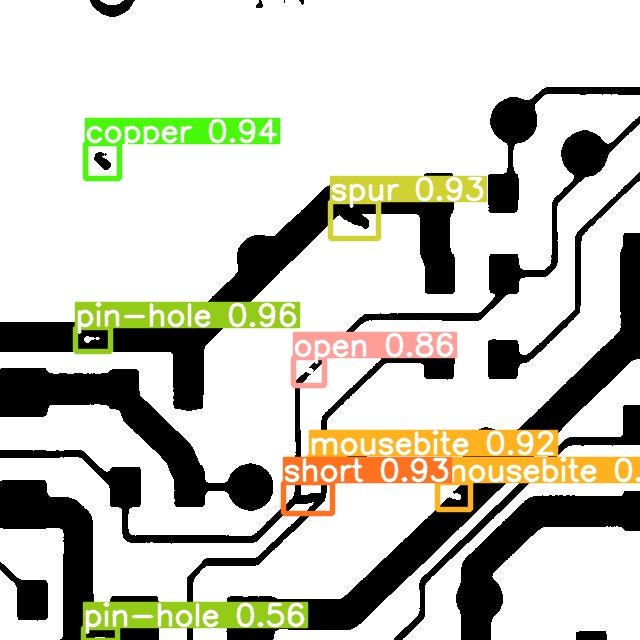 copper 0.94
spur 0.93
pin-hole 0.96
open 0.86
mousebite 0.92
short 0.93
pin-hole 0.56